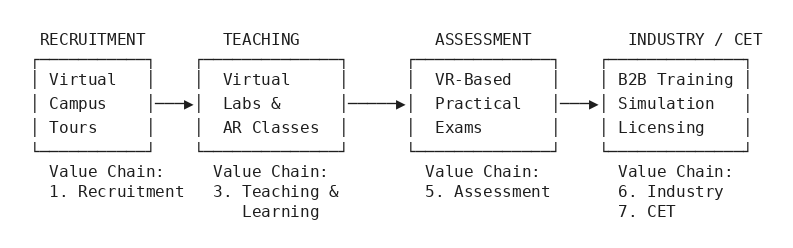 RECRUITMENT
Virtual
Campus
Tours
Value Chain:
1. Recruitment
TEACHING
Virtual
Labs &
AR Classes
Value Chain:
3. Teaching &
Learning
ASSESSMENT
VR-Based
Practical
Exams
Value Chain:
5. Assessment
INDUSTRY / CET
B2B Training
Simulation
Licensing
Value Chain:
6. Industry
7. CET